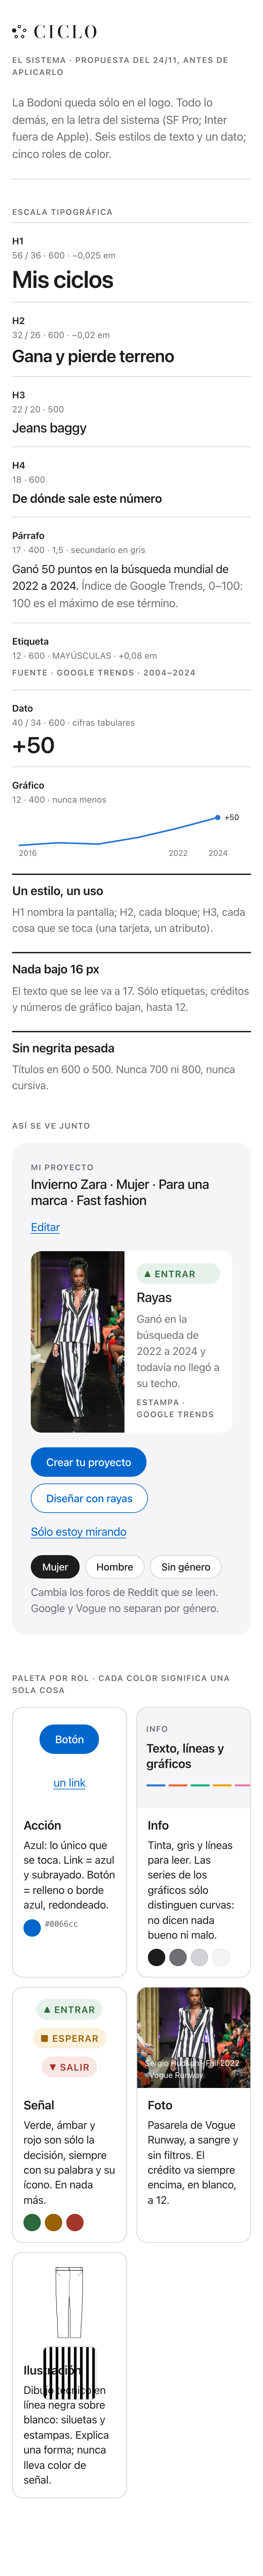 CICLO
EL SISTEMA · PROPUESTA DEL 24/11, ANTES DE
APLICARLO
La Bodoni queda sólo en el logo. Todo lo
demás, en la letra del sistema (SF Pro; Inter
fuera de Apple). Seis estilos de texto y un dato;
cinco roles de color.
ESCALA TIPOGRÁFICA
H1
56 / 36 · 600 · −0,025 em
Mis ciclos
H2
32 / 26 · 600 · −0,02 em
Gana y pierde terreno
H3
22 / 20 · 500
Jeans baggy
H4
18 · 600
De dónde sale este número
Párrafo
17 · 400 · 1,5 · secundario en gris
Ganó 50 puntos en la búsqueda mundial de
2022 a 2024. Índice de Google Trends, 0–100:
100 es el máximo de ese término.
Etiqueta
12 · 600 · MAYÚSCULAS · +0,08 em
FUENTE · GOOGLE TRENDS · 2004–2024
Dato
40 / 34 · 600 · cifras tabulares
+50
Gráfico
12 · 400 · nunca menos
+50
2016 2022 2024
Un estilo, un uso
H1 nombra la pantalla; H2, cada bloque; H3, cada
cosa que se toca (una tarjeta, un atributo).
Nada bajo 16 px
El texto que se lee va a 17. Sólo etiquetas, créditos
y números de gráfico bajan, hasta 12.
Sin negrita pesada
Títulos en 600 o 500. Nunca 700 ni 800, nunca
cursiva.
ASÍ SE VE JUNTO
MI PROYECTO
Invierno Zara · Mujer · Para una
marca · Fast fashion
Editar
ENTRAR
Rayas
Ganó en la
búsqueda de
2022 a 2024 y
todavía no llegó a
su techo.
ESTAMPA ·
GOOGLE TRENDS
Crear tu proyecto
Diseñar con rayas
Sólo estoy mirando
Mujer Hombre Sin género
Cambia los foros de Reddit que se leen.
Google y Vogue no separan por género.
PALETA POR ROL · CADA COLOR SIGNIFICA UNA
SOLA COSA
Botón
un link
Acción
Azul: lo único que
se toca. Link = azul
y subrayado. Botón
= relleno o borde
azul, redondeado.
#0066cc
INFO
Texto, líneas y
gráficos
Info
Tinta, gris y líneas
para leer. Las
series de los
gráficos sólo
distinguen curvas:
no dicen nada
bueno ni malo.
ENTRAR
ESPERAR
SALIR
Señal
Verde, ámbar y
rojo son sólo la
decisión, siempre
con su palabra y su
ícono. En nada
más.
Sergio Hudson · Fall 2022
· Vogue Runway
Foto
Pasarela de Vogue
Runway, a sangre y
sin filtros. El
crédito va siempre
encima, en blanco,
a 12.
Ilustración
Dibujo técnico en
línea negra sobre
blanco: siluetas y
estampas. Explica
una forma; nunca
lleva color de
señal.